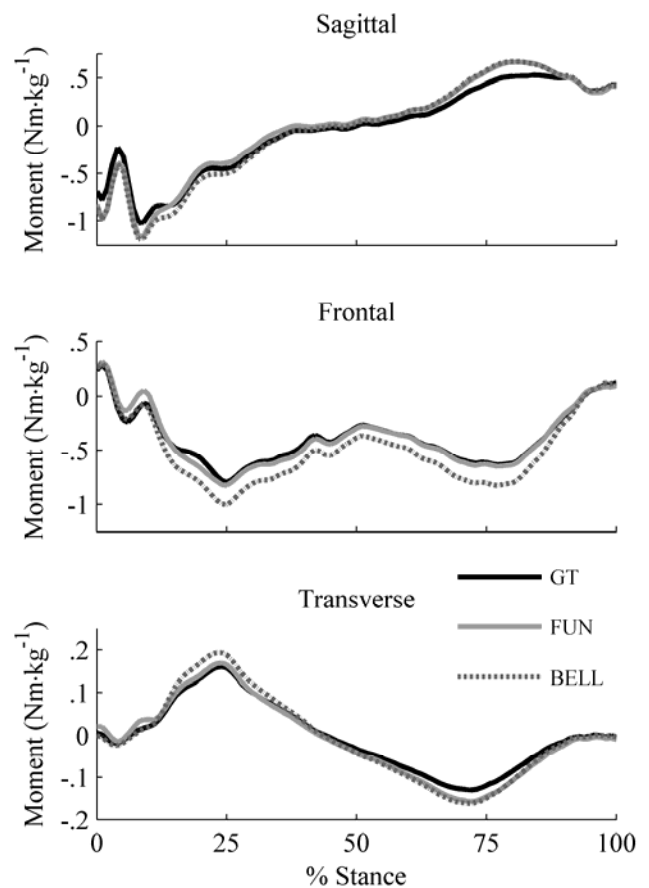 Sagittal
Moment (Nm·kg⁻¹)
.5
0
-.5
-1
Frontal
Moment (Nm·kg⁻¹)
.5
0
-.5
-1
GT
FUN
BELL
Transverse
Moment (Nm·kg⁻¹)
.2
.1
0
-.1
-.2
0 25 50 75 100
% Stance